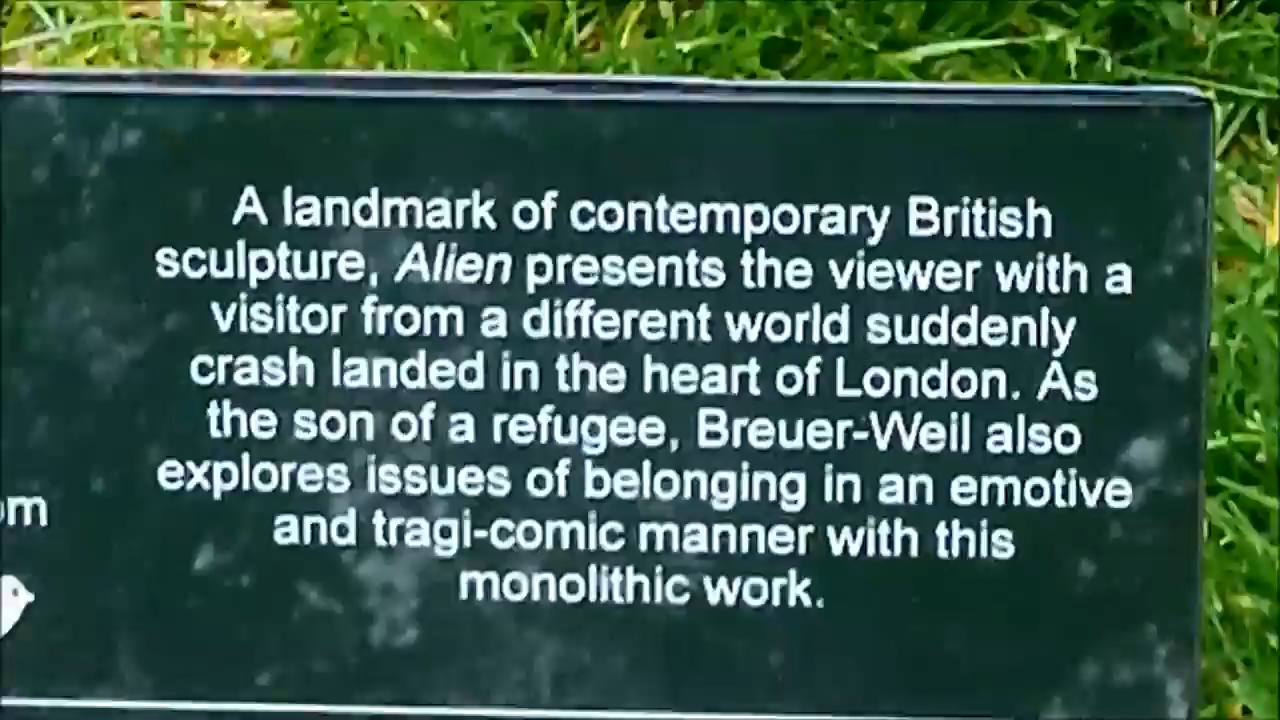 A landmark of contemporary British
sculpture, Alien presents the viewer with a
visitor from a different world suddenly
crash landed in the heart of London. As
the son of a refugee, Breuer-Weil also
explores issues of belonging in an emotive
and tragi-comic manner with this
monolithic work.